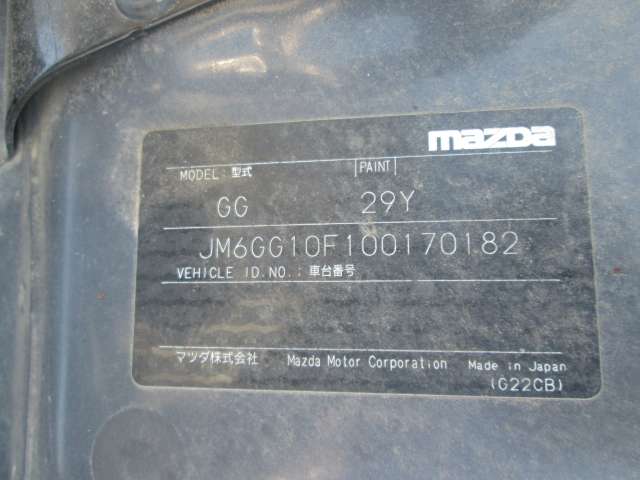 mazda
MODEL: 型式 PAINT
GG 29Y
JM6GG10F100170182
VEHICLE ID.NO.: 車台番号
マツダ株式会社 Mazda Motor Corporation Made in Japan
(G22CB)